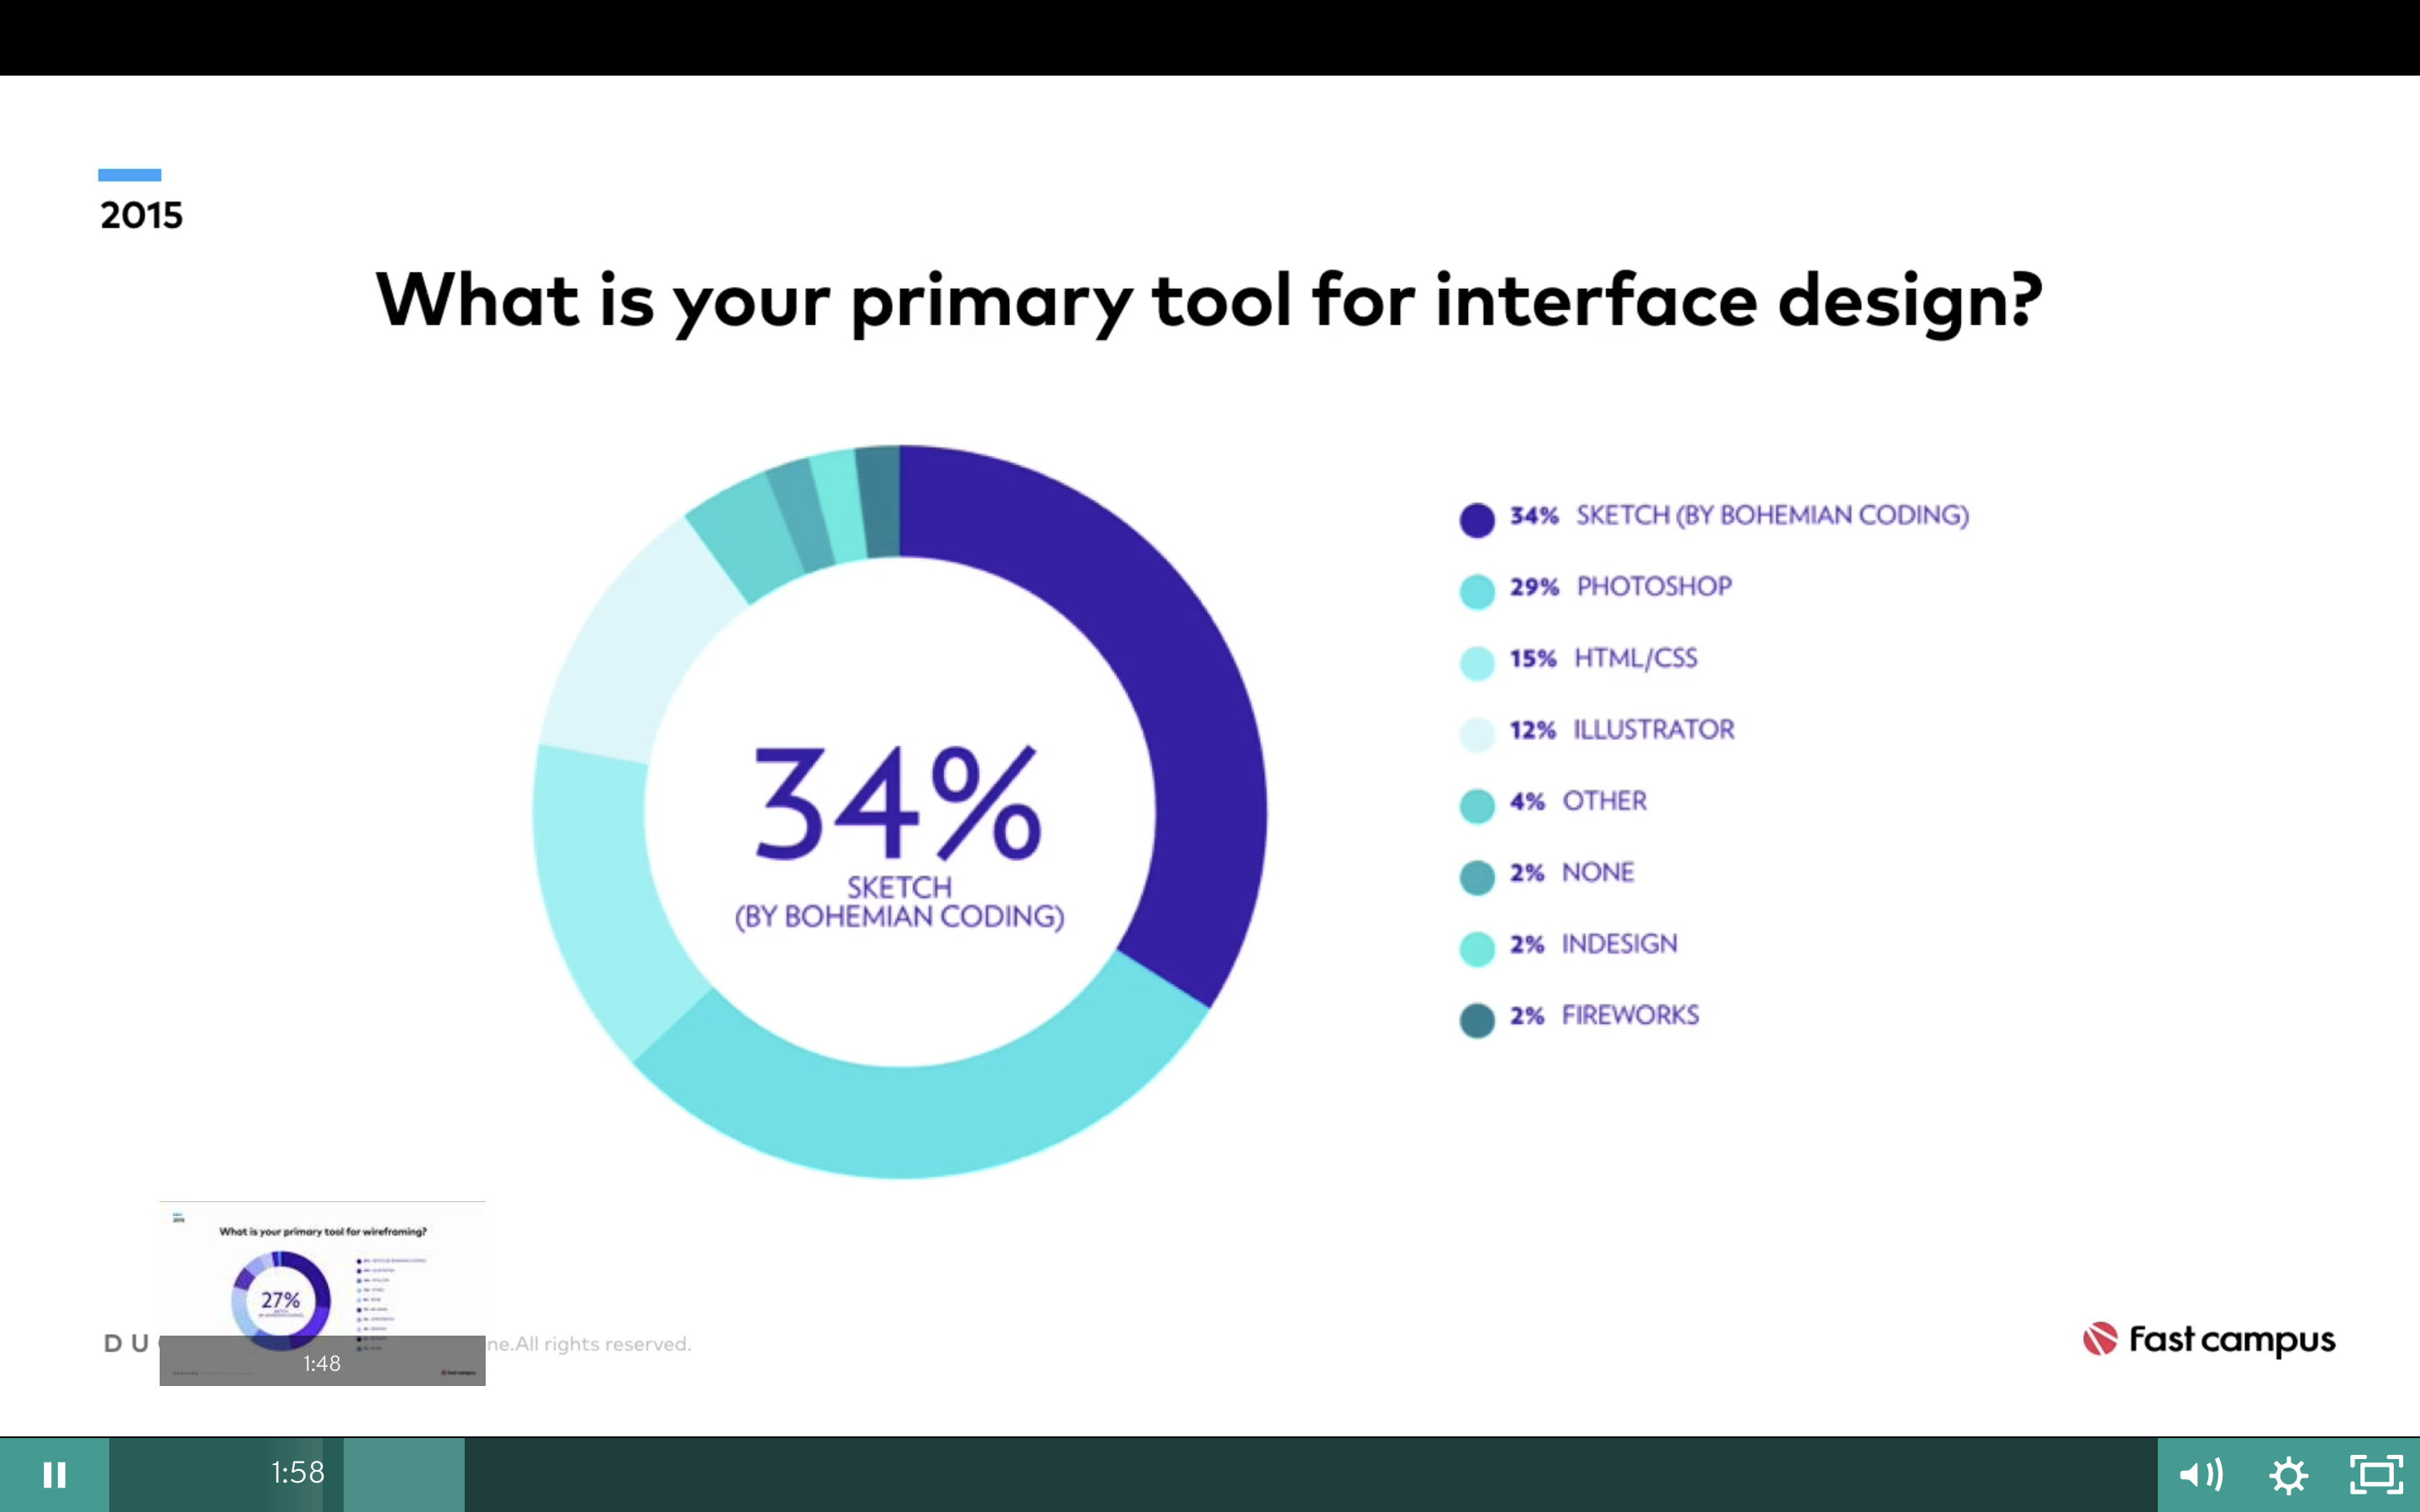 2015
What is your primary tool for interface design?
34%
SKETCH
(BY BOHEMIAN CODING)
34% SKETCH (BY BOHEMIAN CODING)
29% PHOTOSHOP
15% HTML/CSS
12% ILLUSTRATOR
4% OTHER
2% NONE
2% INDESIGN
2% FIREWORKS
What is your primary tool for wireframing?
27%
1:48
DU
ne.All rights reserved.
Fast campus
1:58